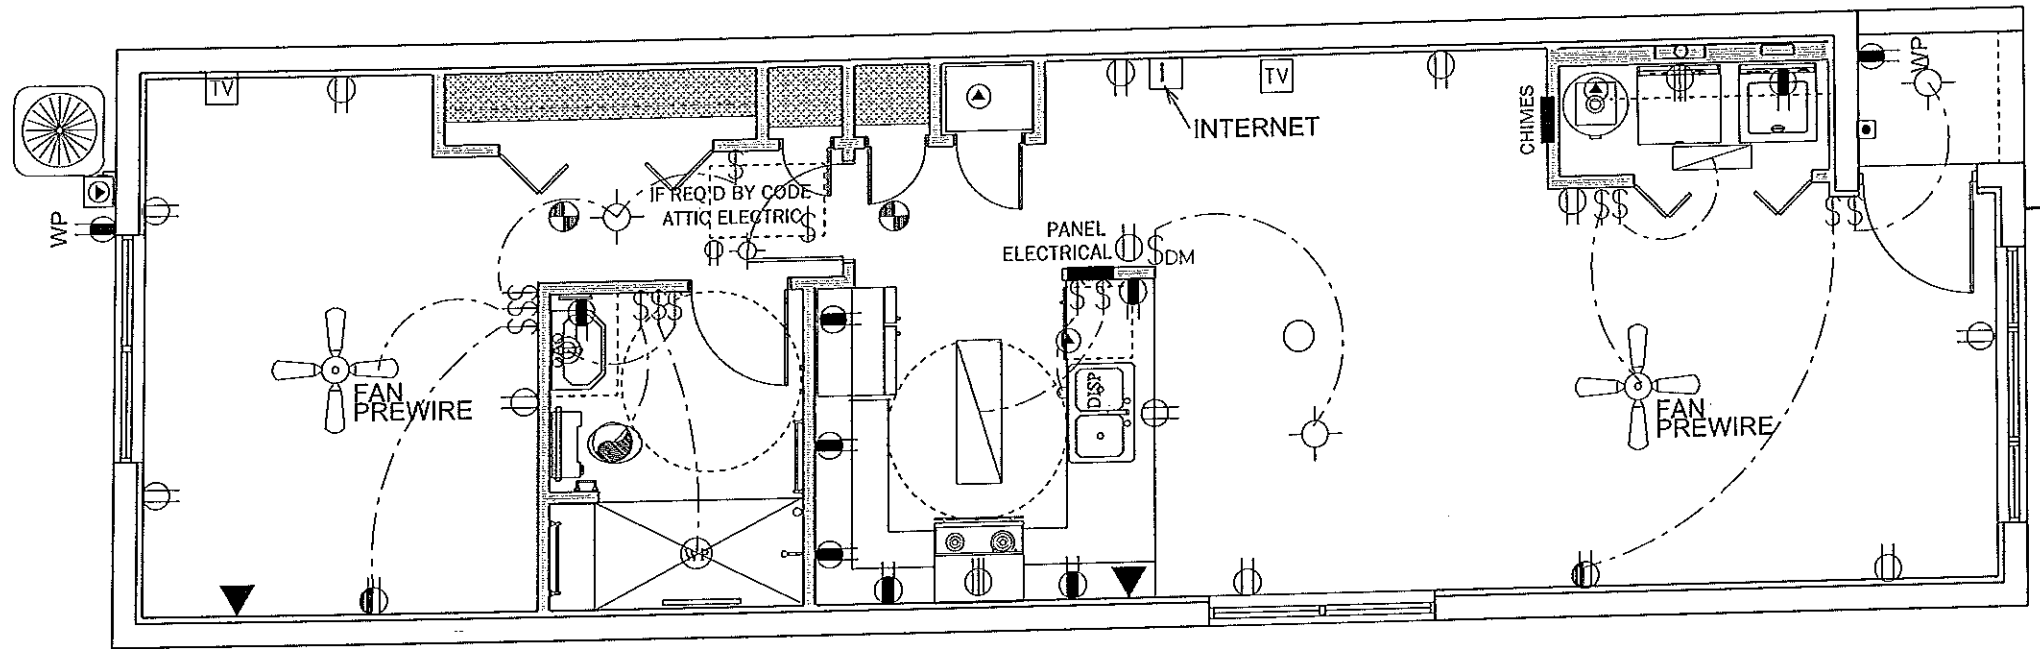 TV
INTERNET
TV
CHIMES
WP
WP
IF REQ'D BY CODE
ATTIC ELECTRIC
$
$
PANEL
ELECTRICAL
$DM
$$
$$
$
$
$
$$$
$ $
FAN
PREWIRE
DISP
FAN
PREWIRE
WP